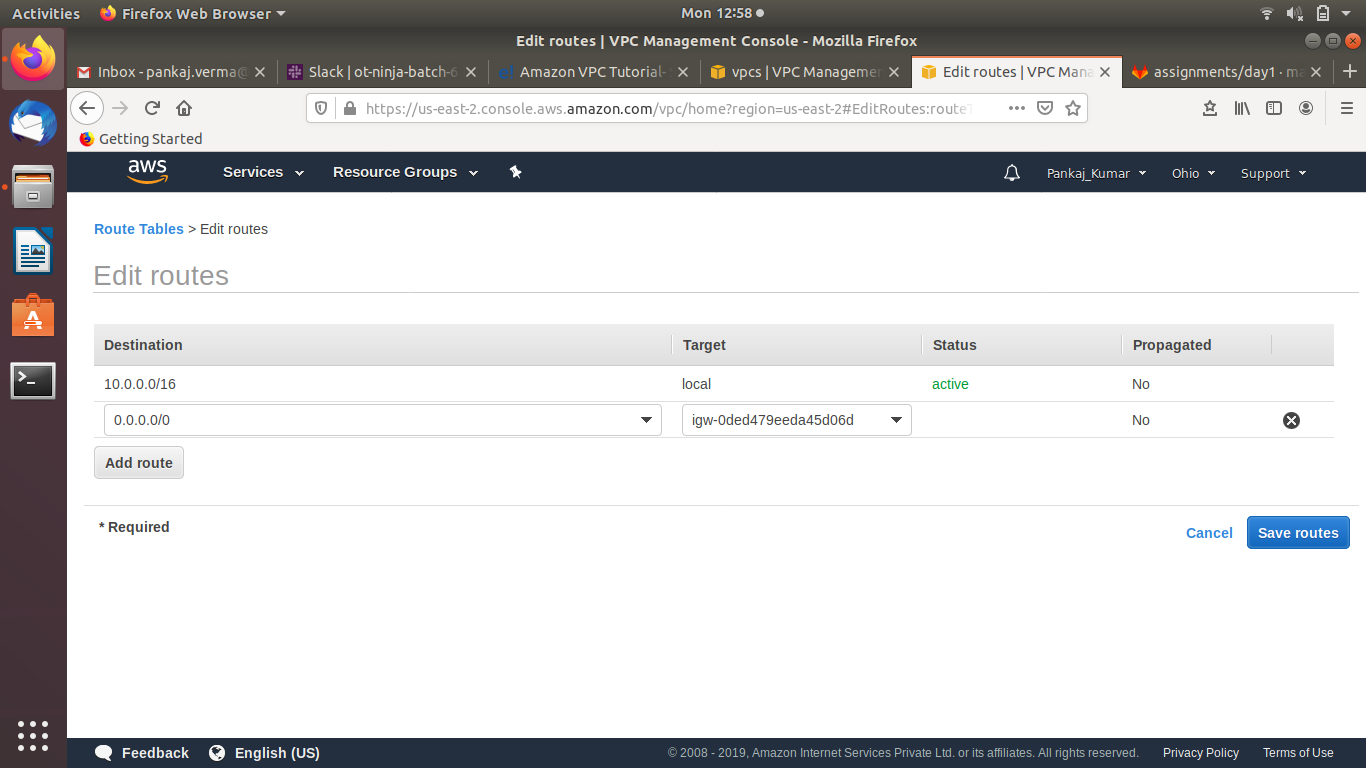 Activities Firefox Web Browser Mon 12:58
Edit routes | VPC Management Console - Mozilla Firefox
Inbox - pankaj.verma@ Slack | ot-ninja-batch-6 Amazon VPC Tutorial- vpcs | VPC Managemen Edit routes | VPC Mana assignments/day1 · ma
https://us-east-2.console.aws.amazon.com/vpc/home?region=us-east-2#EditRoutes:routeT
Getting Started
aws Services Resource Groups Pankaj_Kumar Ohio Support
Route Tables > Edit routes
Edit routes
Destination Target Status Propagated
10.0.0.0/16 local active No
0.0.0.0/0 igw-0ded479eeda45d06d No
Add route
* Required
Cancel Save routes
Feedback English (US) © 2008 - 2019, Amazon Internet Services Private Ltd. or its affiliates. All rights reserved. Privacy Policy Terms of Use